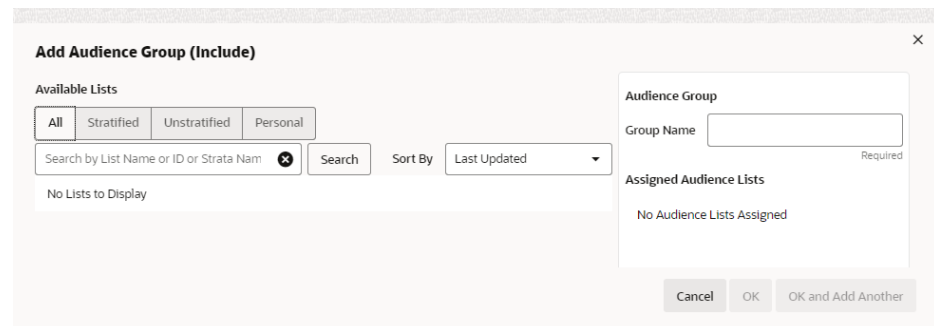 Add Audience Group (Include)
Available Lists
All Stratified Unstratified Personal
Search by List Name or ID or Strata Nam Search Sort By Last Updated
No Lists to Display
Audience Group
Group Name
Required
Assigned Audience Lists
No Audience Lists Assigned
Cancel OK OK and Add Another